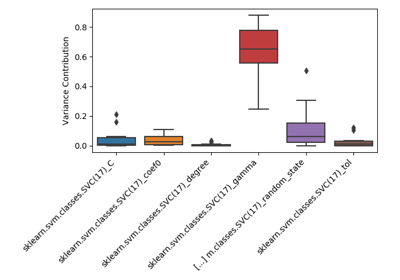 Variance Contribution
0.8
0.6
0.4
0.2
0.0
sklearn.svm.classes.SVC(17)_C
sklearn.svm.classes.SVC(17)_coef0
sklearn.svm.classes.SVC(17)_degree
sklearn.svm.classes.SVC(17)_gamma
[...] m.classes.SVC(17)_random_state
sklearn.svm.classes.SVC(17)_tol